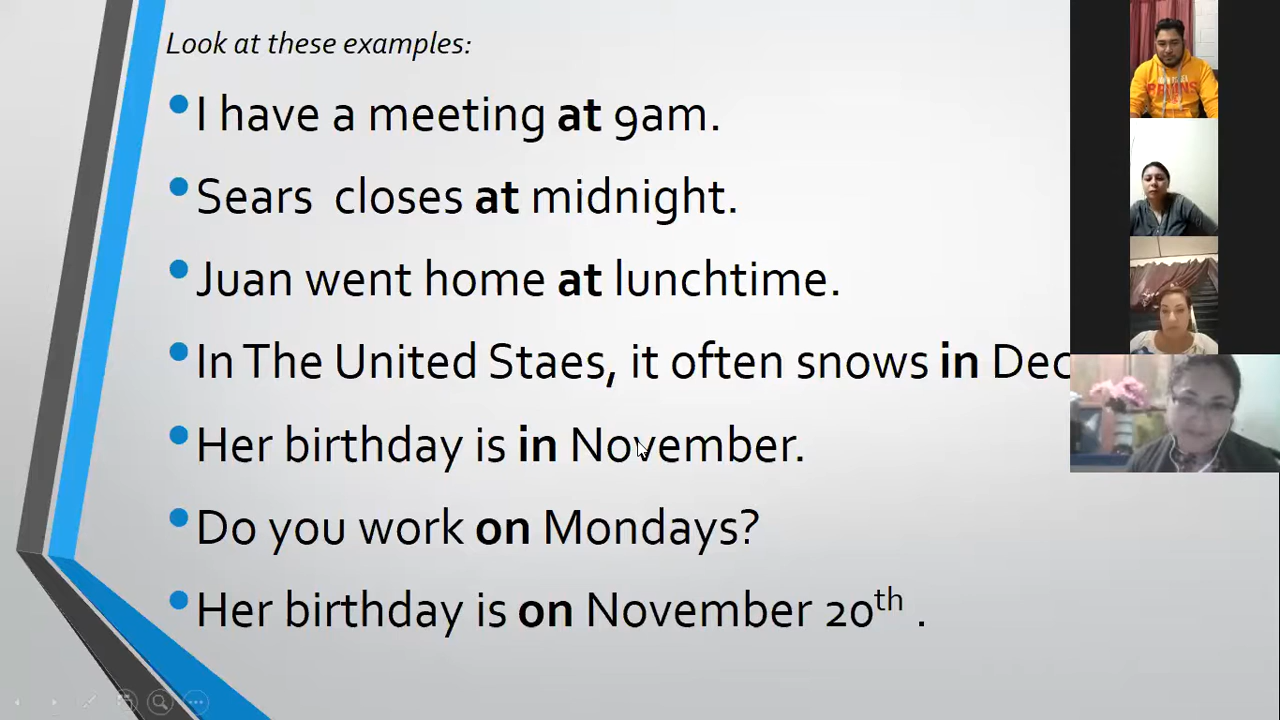 Look at these examples:
•I have a meeting at 9am.
•Sears closes at midnight.
•Juan went home at lunchtime.
•In The United Staes, it often snows in Dec
•Her birthday is in November.
•Do you work on Mondays?
•Her birthday is on November 20th .